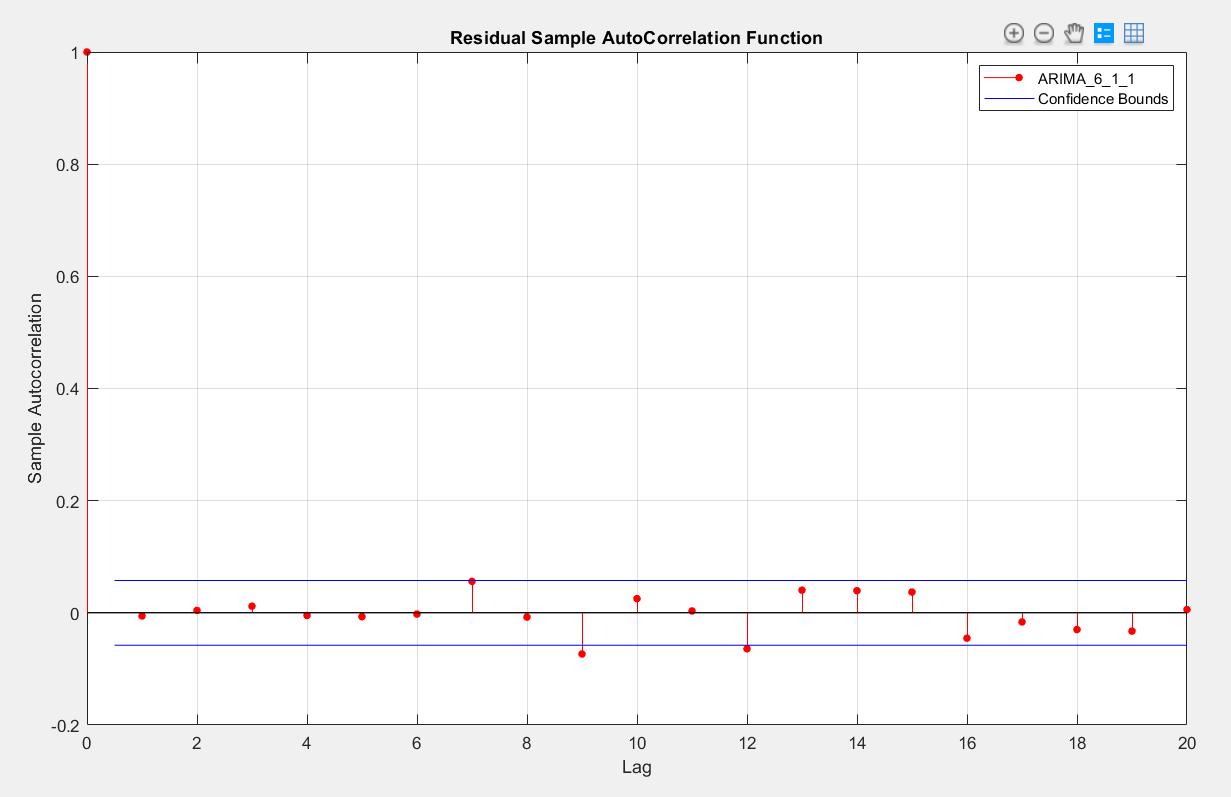 Residual Sample AutoCorrelation Function
ARIMA_6_1_1
Confidence Bounds
Sample Autocorrelation
1
0.8
0.6
0.4
0.2
0
-0.2
0 2 4 6 8 10 12 14 16 18 20
Lag